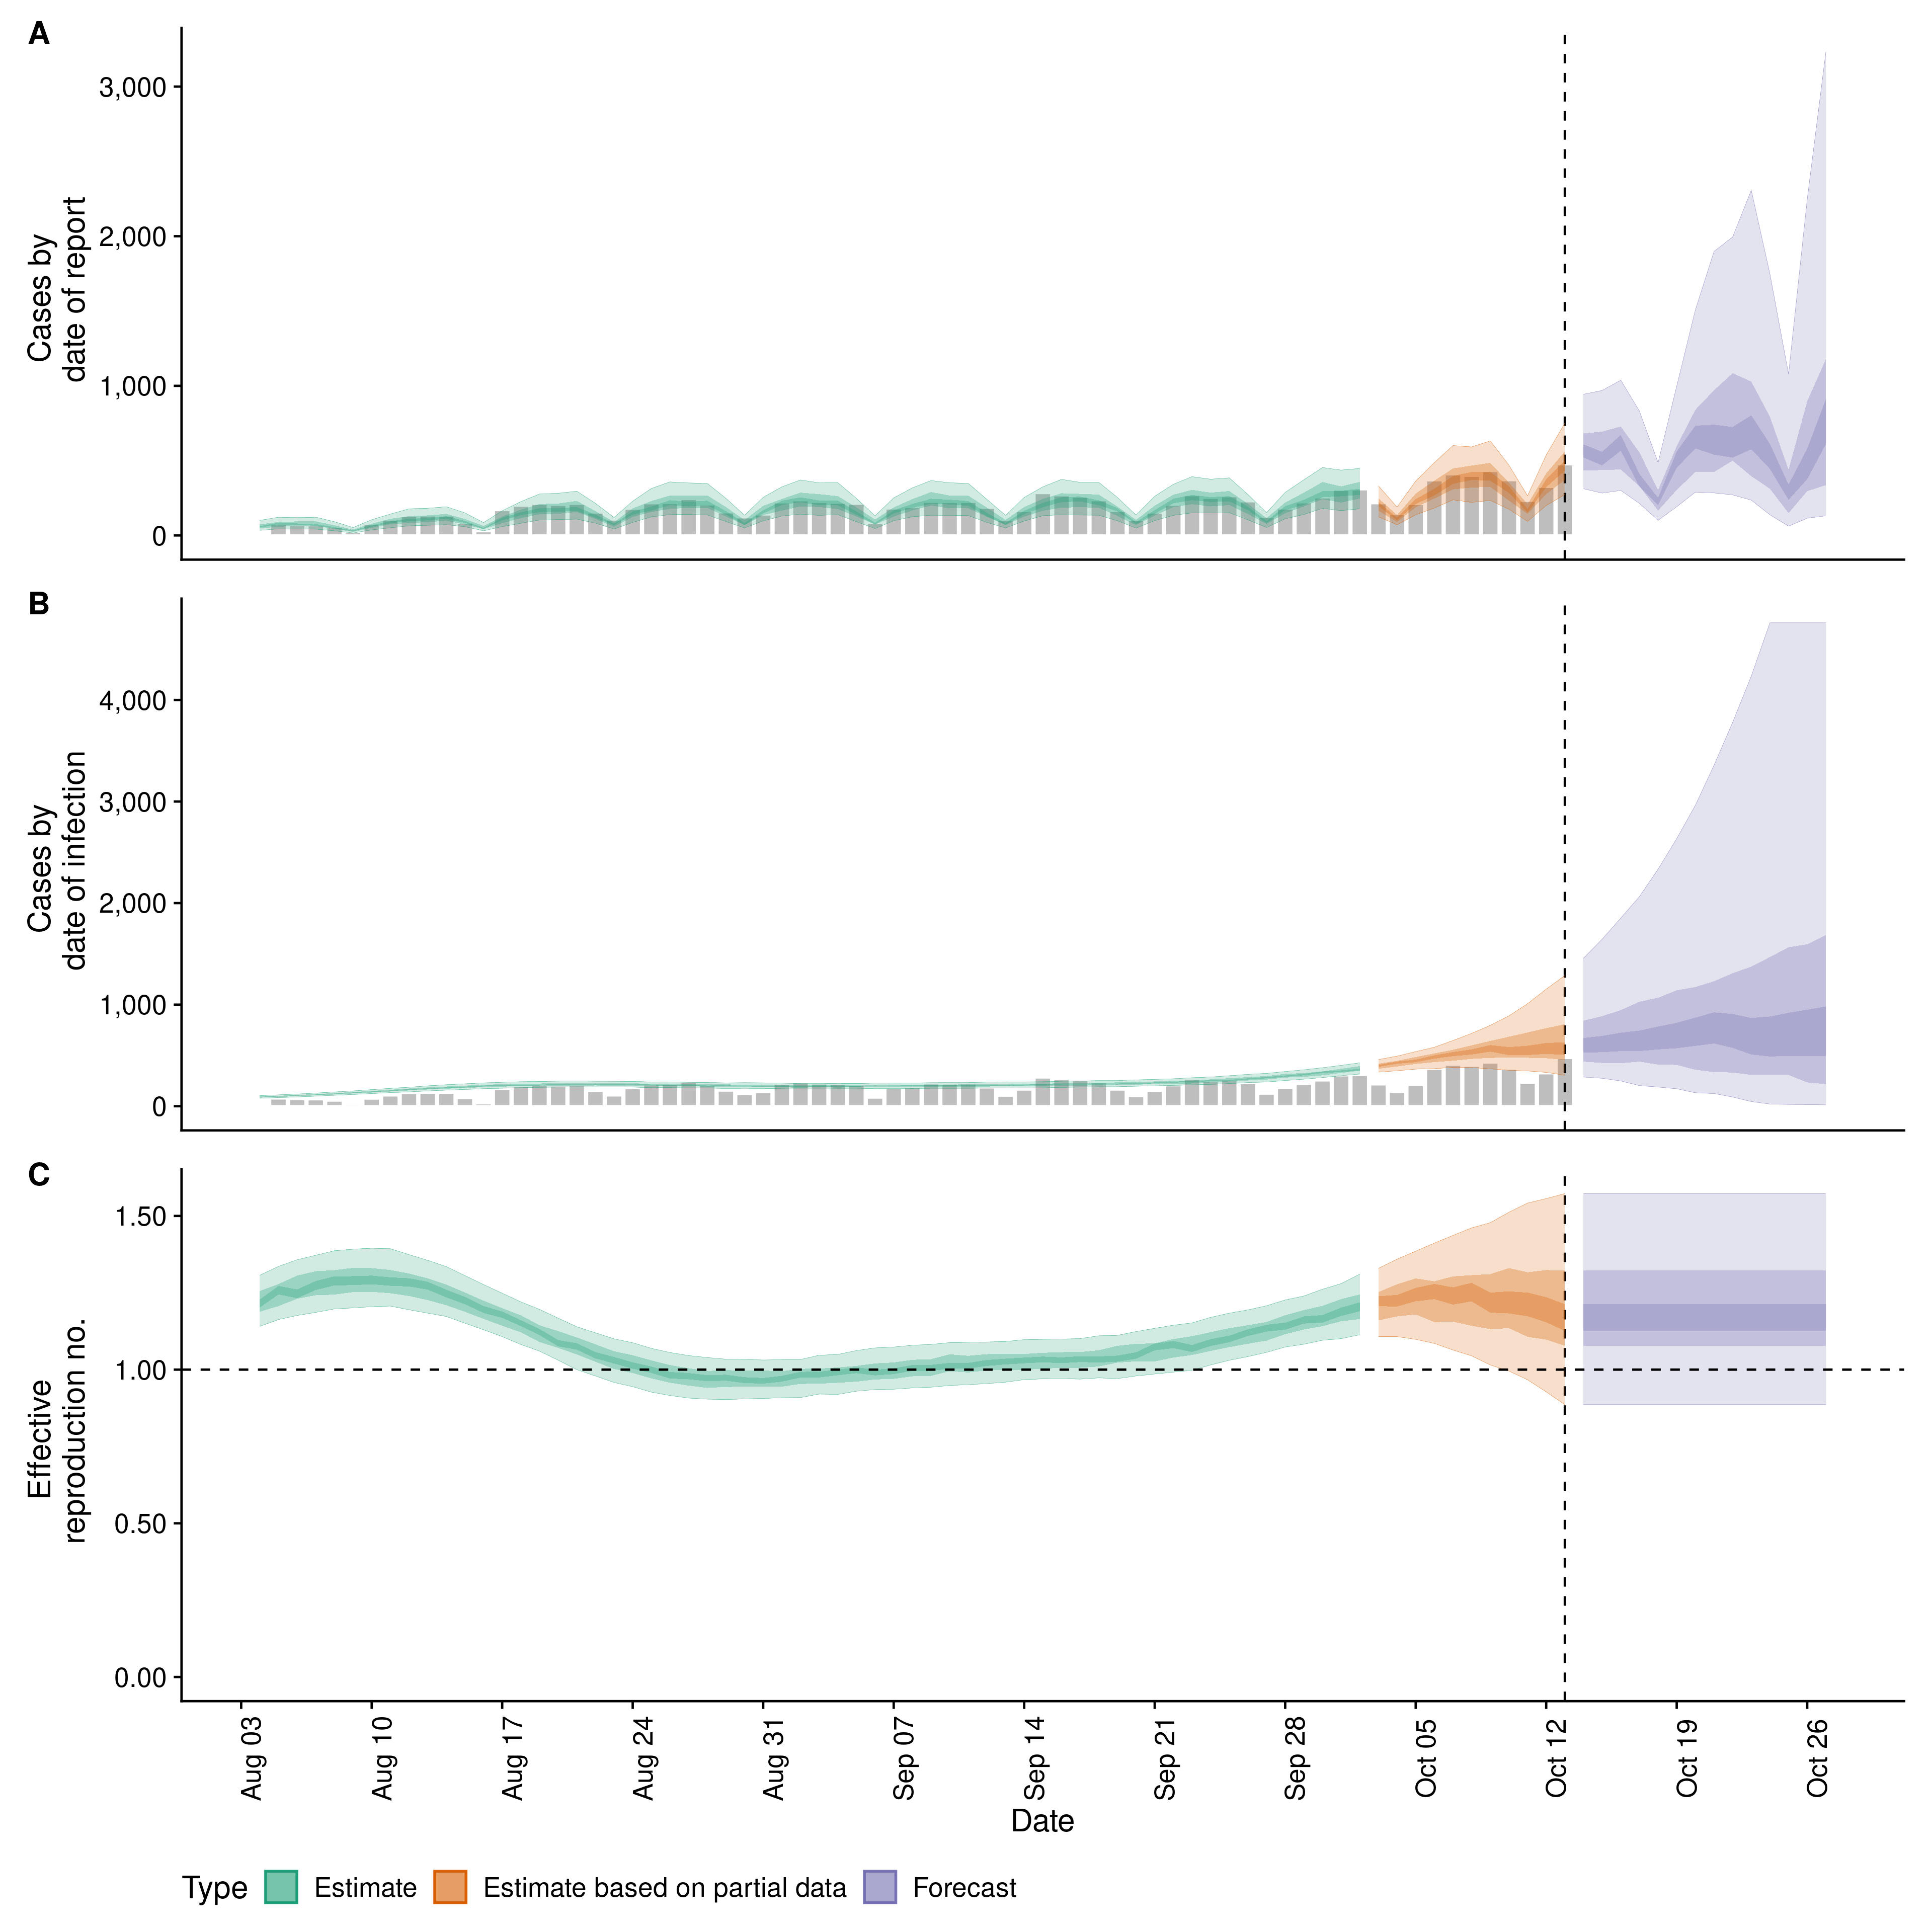 A
Cases by
date of report
3,000
2,000
1,000
0
B
Cases by
date of infection
4,000
3,000
2,000
1,000
0
C
Effective
reproduction no.
1.50
1.00
0.50
0.00
Aug 03
Aug 10
Aug 17
Aug 24
Aug 31
Sep 07
Sep 14
Sep 21
Sep 28
Oct 05
Oct 12
Oct 19
Oct 26
Date
Type Estimate Estimate based on partial data Forecast